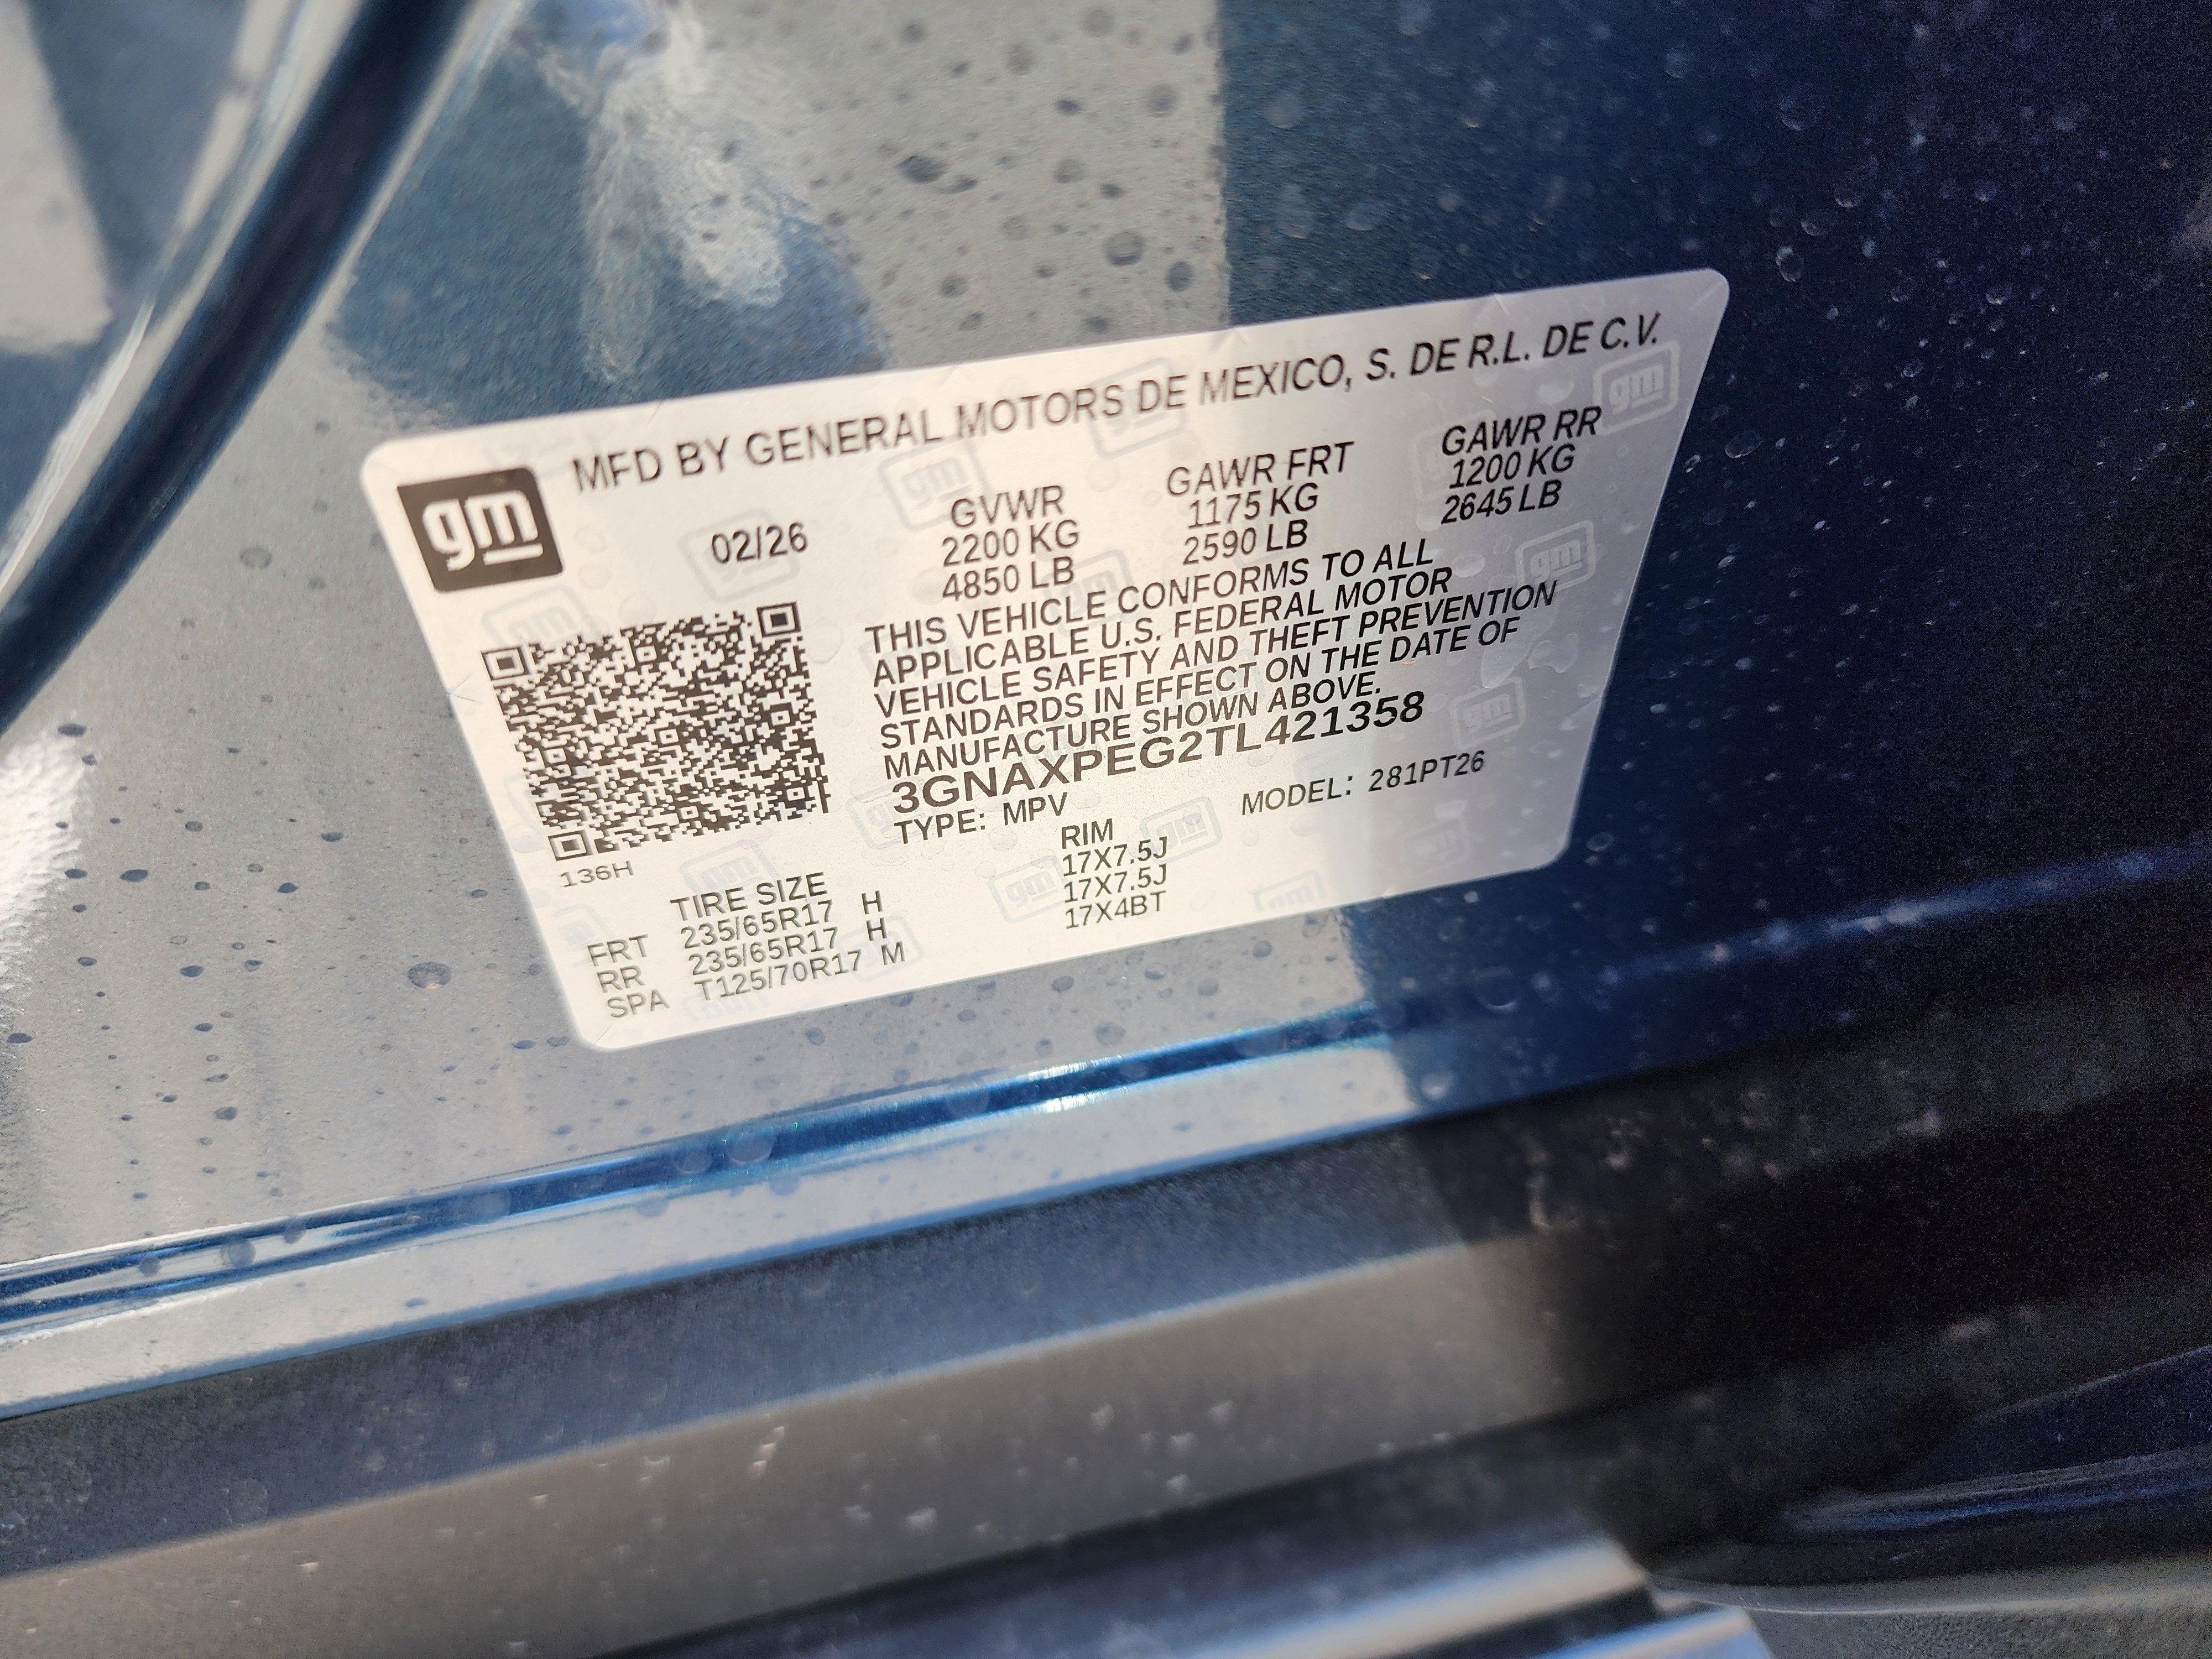 MFD BY GENERAL MOTORS DE MEXICO, S. DE R.L. DE C.V.
gm
02/26
GVWR GAWR FRT GAWR RR
2200 KG 1175 KG 1200 KG
4850 LB 2590 LB 2645 LB
THIS VEHICLE CONFORMS TO ALL
APPLICABLE U.S. FEDERAL MOTOR
VEHICLE SAFETY AND THEFT PREVENTION
STANDARDS IN EFFECT ON THE DATE OF
MANUFACTURE SHOWN ABOVE.
3GNAXPEG2TL421358
TYPE: MPV MODEL: 281PT26
136H
TIRE SIZE RIM
FRT 235/65R17 H 17X7.5J
RR 235/65R17 H 17X7.5J
SPA T125/70R17 M 17X4BT